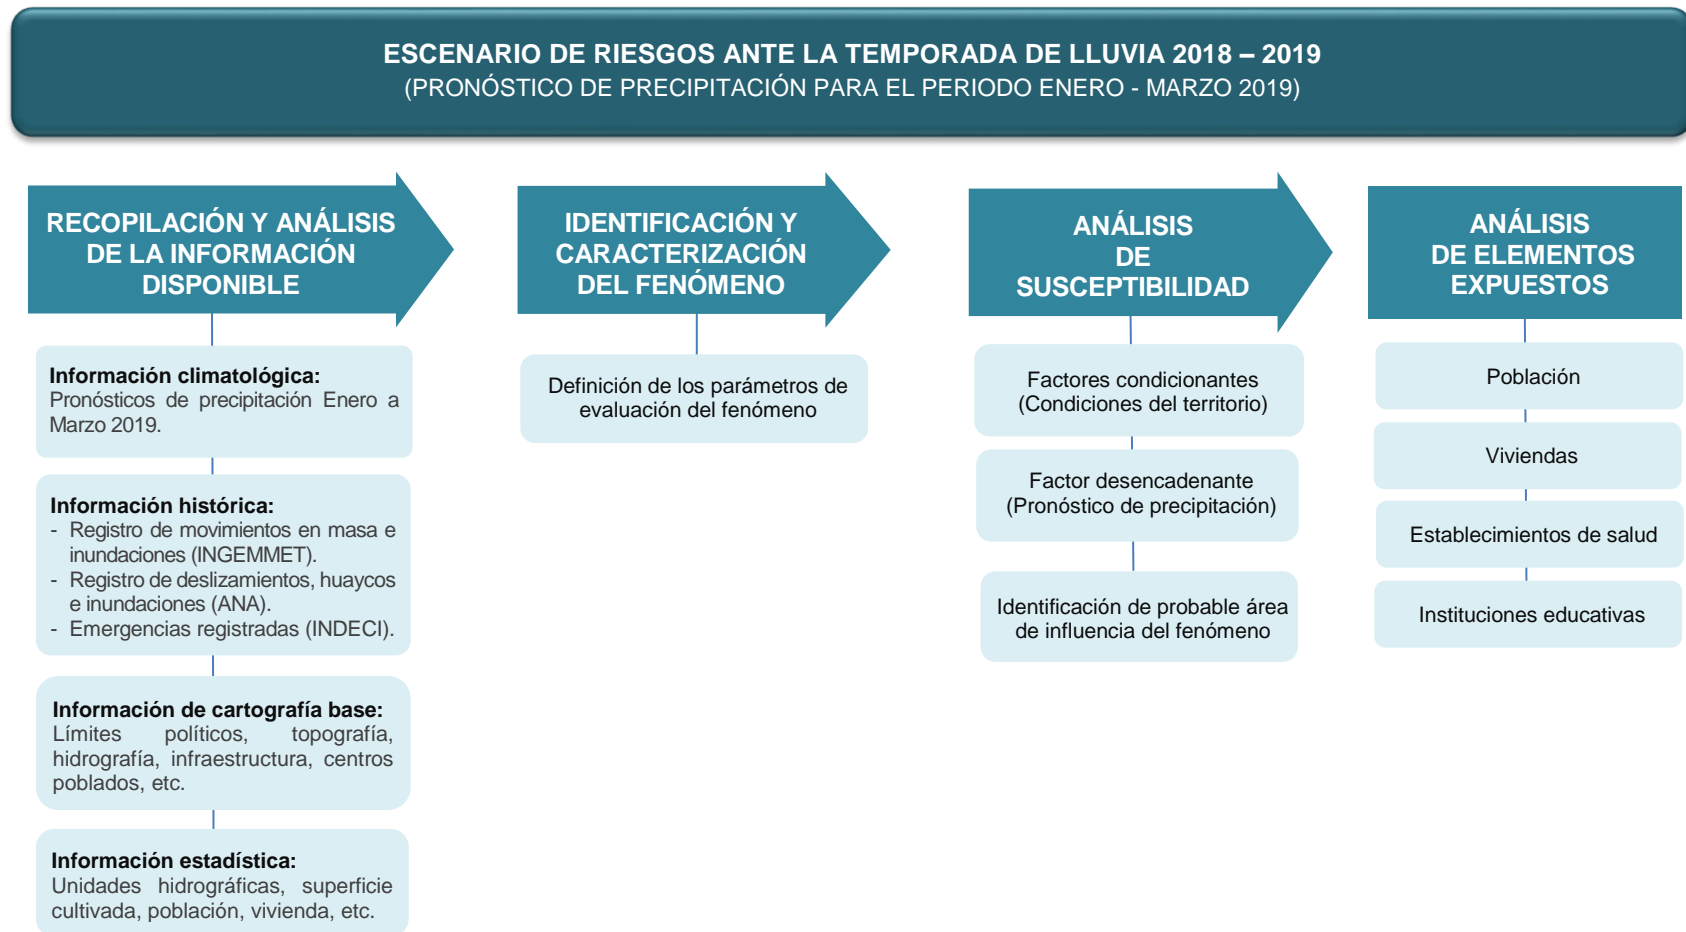 ESCENARIO DE RIESGOS ANTE LA TEMPORADA DE LLUVIA 2018 – 2019
(PRONÓSTICO DE PRECIPITACIÓN PARA EL PERIODO ENERO - MARZO 2019)
RECOPILACIÓN Y ANÁLISIS
DE LA INFORMACIÓN
DISPONIBLE
Información climatológica:
Pronósticos de precipitación Enero a
Marzo 2019.
Información histórica:
- Registro de movimientos en masa e
inundaciones (INGEMMET).
- Registro de deslizamientos, huaycos
e inundaciones (ANA).
- Emergencias registradas (INDECI).
Información de cartografía base:
Límites políticos, topografía,
hidrografía, infraestructura, centros
poblados, etc.
Información estadística:
Unidades hidrográficas, superficie
cultivada, población, vivienda, etc.
IDENTIFICACIÓN Y
CARACTERIZACIÓN
DEL FENÓMENO
Definición de los parámetros de
evaluación del fenómeno
ANÁLISIS
DE
SUSCEPTIBILIDAD
Factores condicionantes
(Condiciones del territorio)
Factor desencadenante
(Pronóstico de precipitación)
Identificación de probable área
de influencia del fenómeno
ANÁLISIS
DE ELEMENTOS
EXPUESTOS
Población
Viviendas
Establecimientos de salud
Instituciones educativas